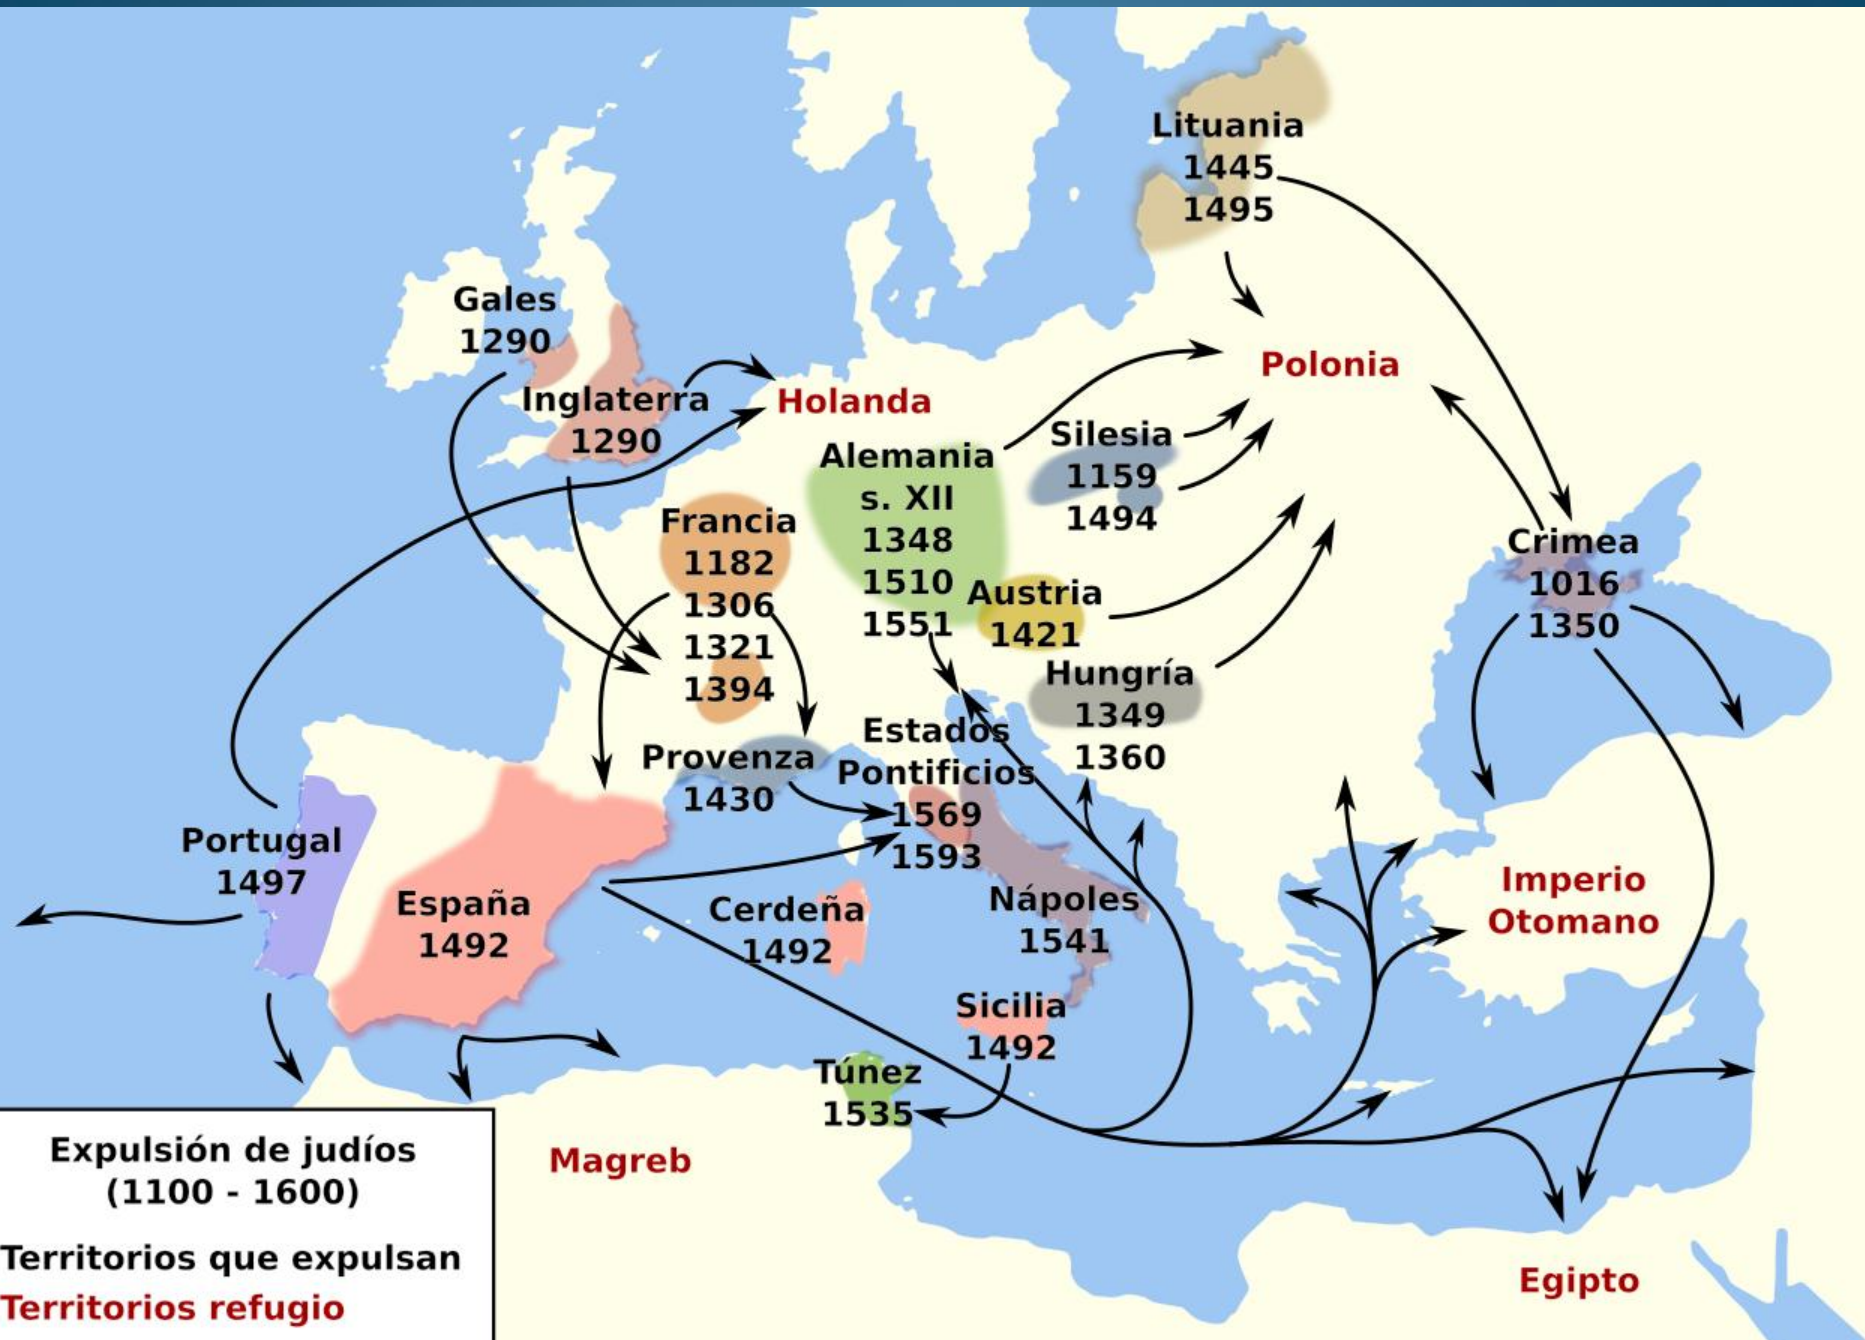 Lituania
1445
1495
Gales
1290
Inglaterra
1290
Holanda
Polonia
Alemania
s. XII
1348
1510
1551
Silesia
1159
1494
Francia
1182
1306
1321
1394
Austria
1421
Crimea
1016
1350
Hungría
1349
1360
Provenza
1430
Estados
Pontificios
1569
1593
Portugal
1497
España
1492
Cerdeña
1492
Nápoles
1541
Imperio
Otomano
Sicilia
1492
Túnez
1535
Magreb
Egipto
Expulsión de judíos
(1100 - 1600)
Territorios que expulsan
Territorios refugio